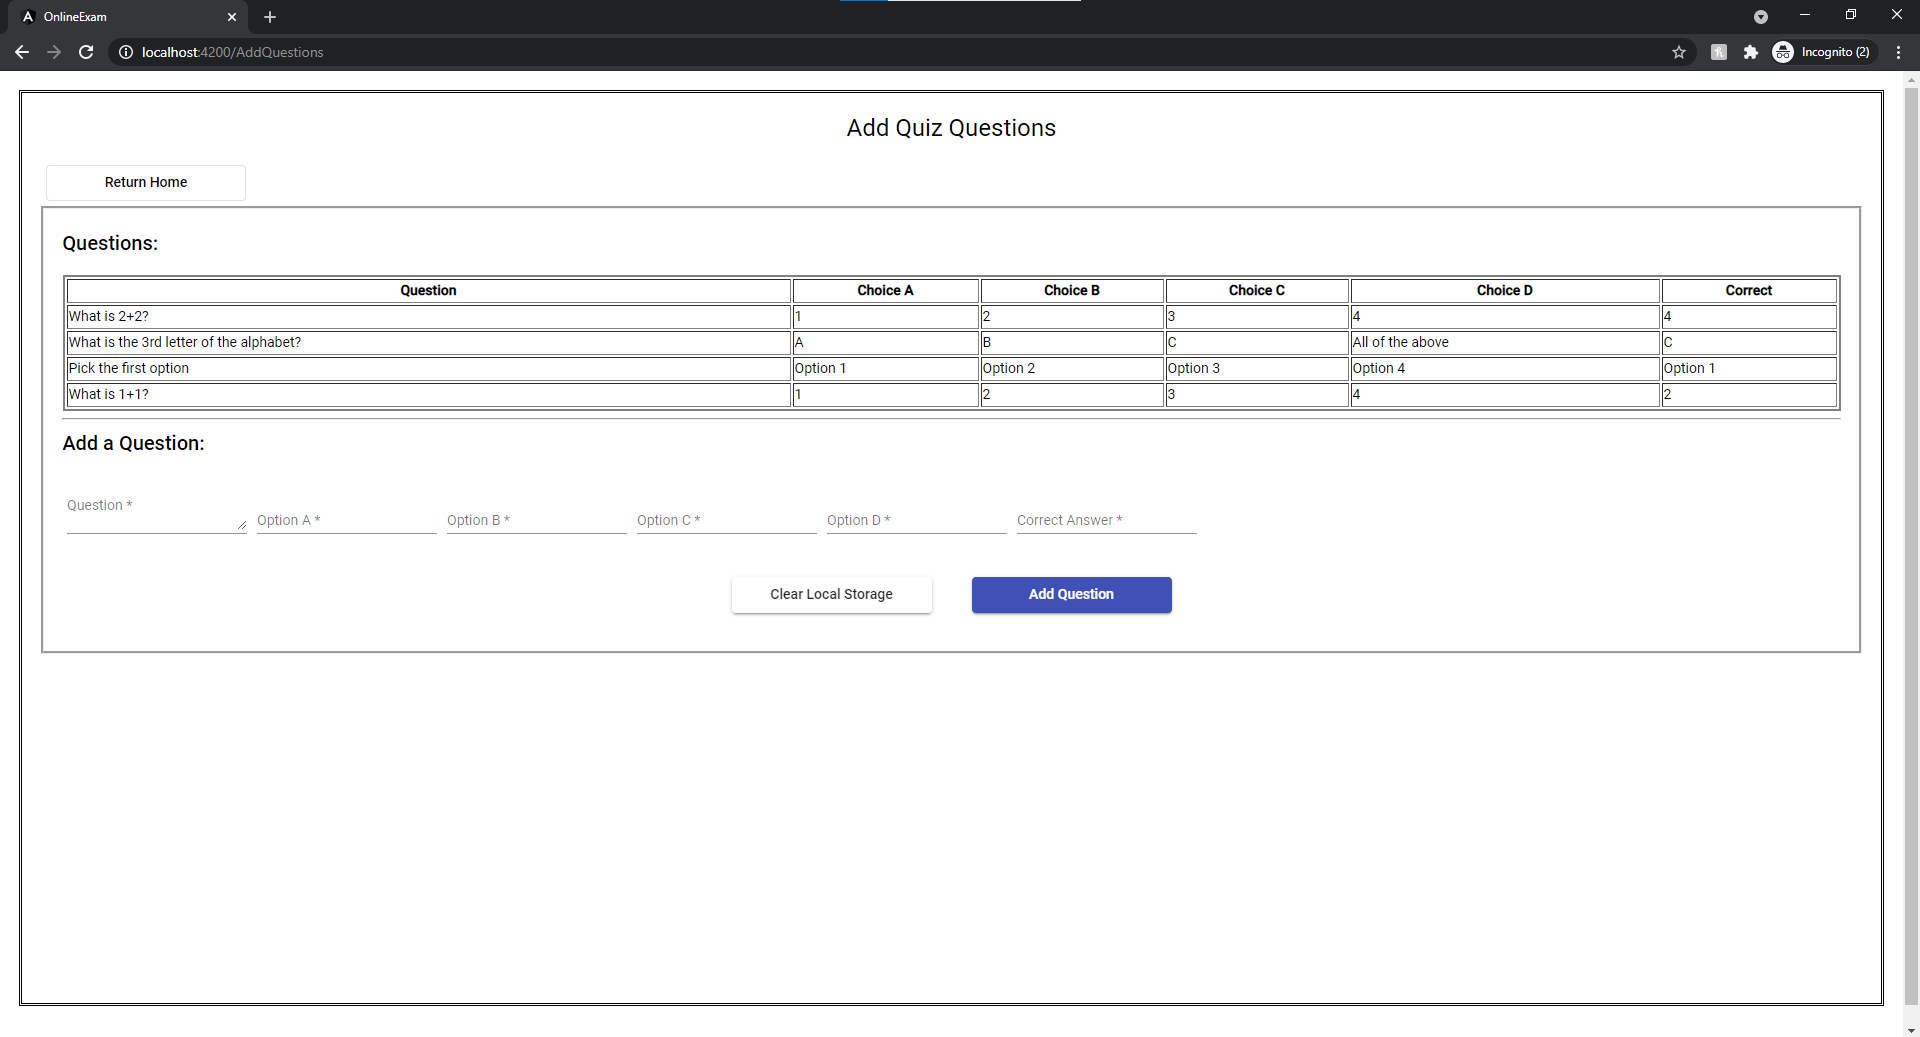 OnlineExam
localhost:4200/AddQuestions
Incognito (2)
Add Quiz Questions
Return Home
Questions:
Question Choice A Choice B Choice C Choice D Correct
What is 2+2? 1 2 3 4 4
What is the 3rd letter of the alphabet? A B C All of the above C
Pick the first option Option 1 Option 2 Option 3 Option 4 Option 1
What is 1+1? 1 2 3 4 2
Add a Question:
Question * Option A * Option B * Option C * Option D * Correct Answer *
Clear Local Storage Add Question